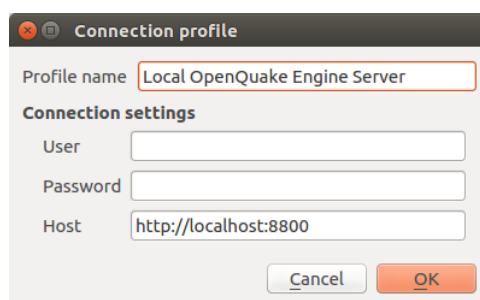 Connection profile
Profile name Local OpenQuake Engine Server
Connection settings
User
Password
Host http://localhost:8800
Cancel OK